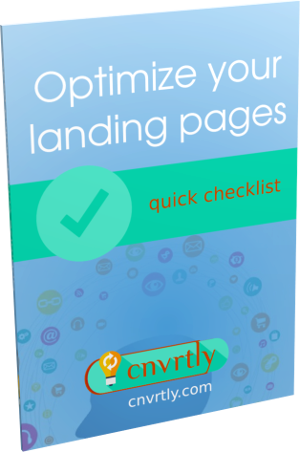 Optimize your
landing pages
quick checklist
cnvrtly
cnvrtly.com